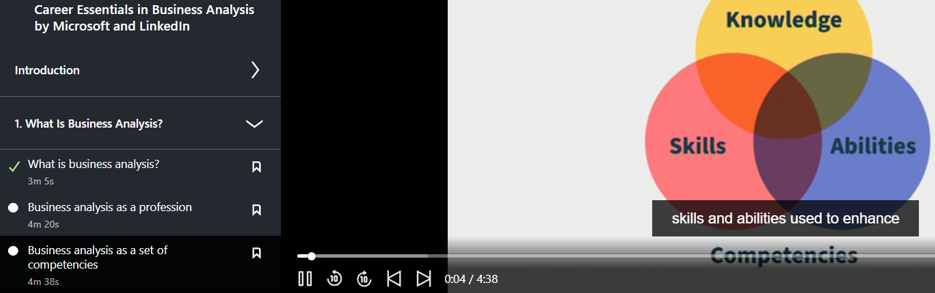 Career Essentials in Business Analysis
by Microsoft and LinkedIn
Introduction
1. What Is Business Analysis?
What is business analysis?
3m 5s
Business analysis as a profession
4m 20s
Business analysis as a set of
competencies
4m 38s
Knowledge
Skills
Abilities
skills and abilities used to enhance
Competencies
10
10
0:04 / 4:38